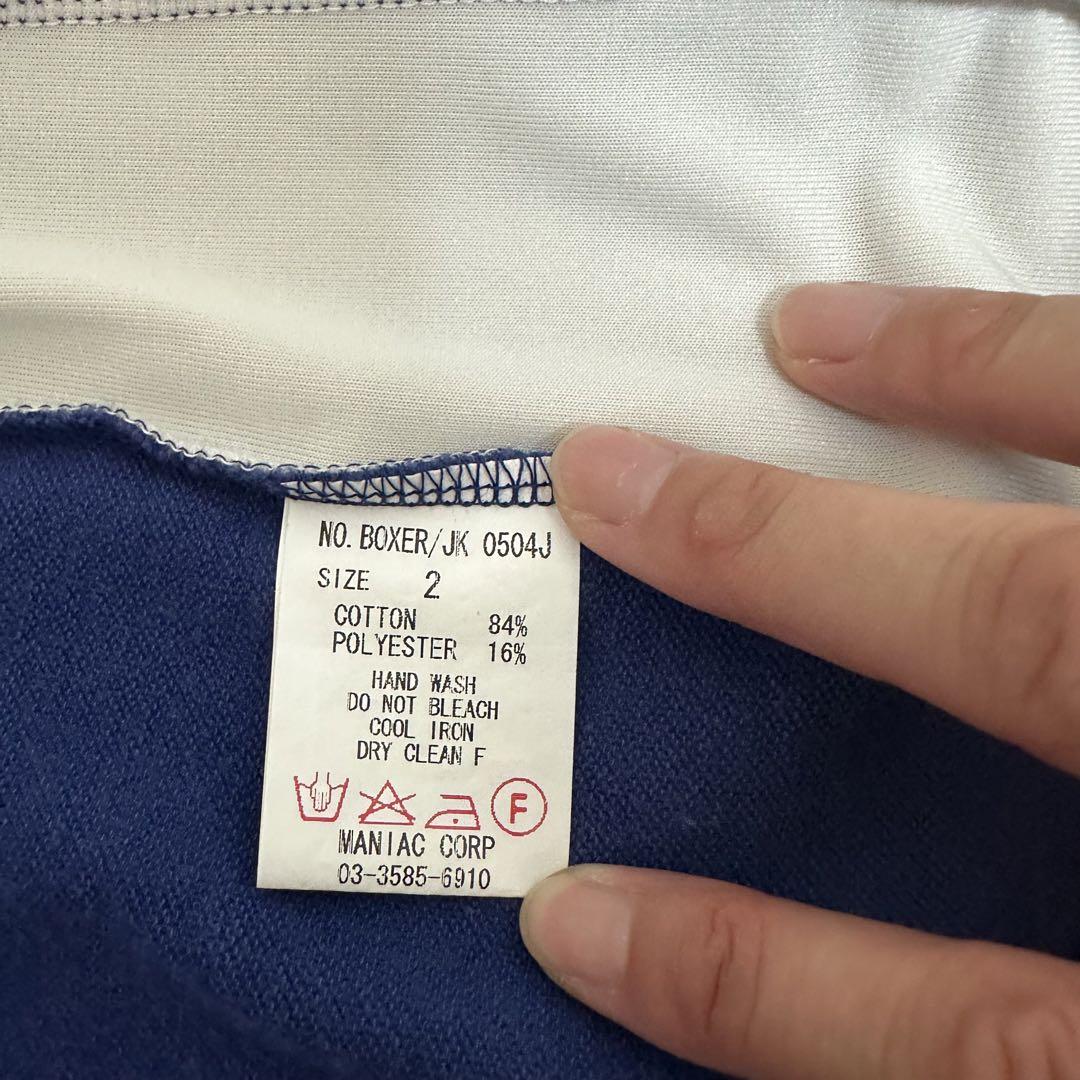 NO. BOXER/JK 0504J
SIZE 2
COTTON 84%
POLYESTER 16%
HAND WASH
DO NOT BLEACH
COOL IRON
DRY CLEAN F
F
MANIAC CORP
03-3585-6910